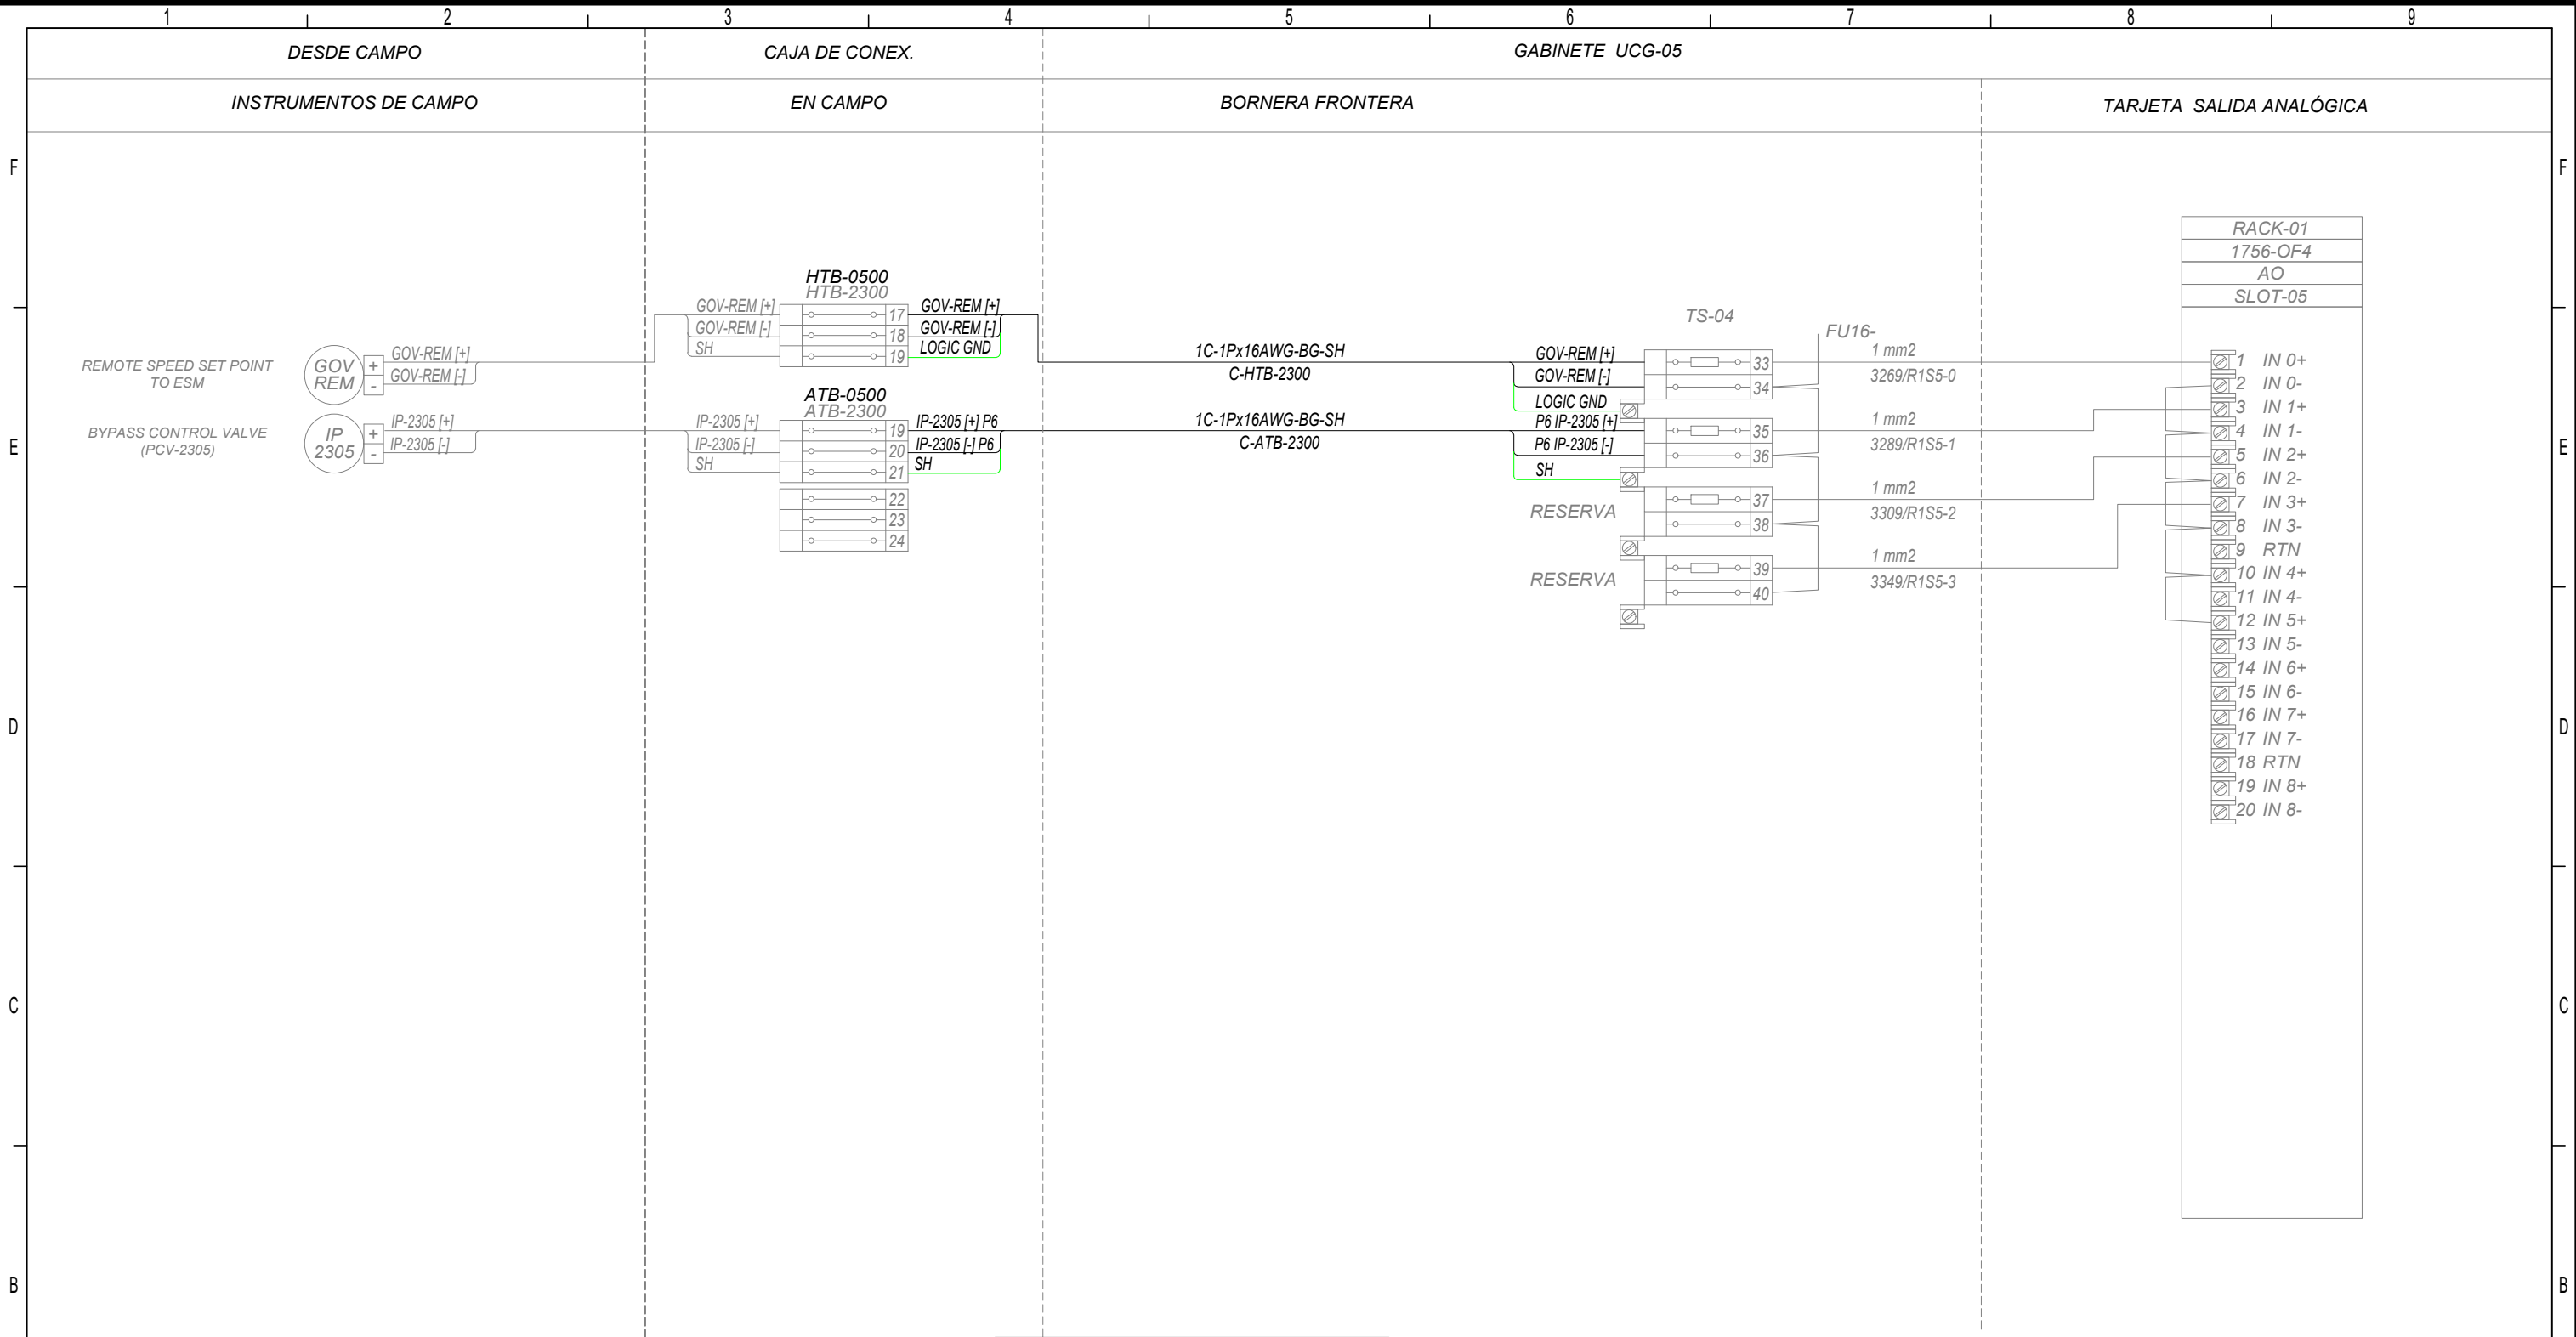 1 2 3 4 5 6 7 8 9
DESDE CAMPO
CAJA DE CONEX.
GABINETE UCG-05
INSTRUMENTOS DE CAMPO
EN CAMPO
BORNERA FRONTERA
TARJETA SALIDA ANALÓGICA
F
F
E
E
D
D
C
C
B
B
REMOTE SPEED SET POINT
TO ESM
GOV
REM
+
-
GOV-REM [+]
GOV-REM [-]
BYPASS CONTROL VALVE
(PCV-2305)
IP
2305
+
-
IP-2305 [+]
IP-2305 [-]
HTB-0500
HTB-2300
GOV-REM [+]
GOV-REM [-]
SH
17
18
19
GOV-REM [+]
GOV-REM [-]
LOGIC GND
ATB-0500
ATB-2300
IP-2305 [+]
IP-2305 [-]
SH
19
20
21
22
23
24
IP-2305 [+] P6
IP-2305 [-] P6
SH
1C-1Px16AWG-BG-SH
C-HTB-2300
1C-1Px16AWG-BG-SH
C-ATB-2300
GOV-REM [+]
GOV-REM [-]
LOGIC GND
P6 IP-2305 [+]
P6 IP-2305 [-]
SH
RESERVA
RESERVA
TS-04
33
34
35
36
37
38
39
40
FU16-
1 mm2
3269/R1S5-0
1 mm2
3289/R1S5-1
1 mm2
3309/R1S5-2
1 mm2
3349/R1S5-3
RACK-01
1756-OF4
AO
SLOT-05
1 IN 0+
2 IN 0-
3 IN 1+
4 IN 1-
5 IN 2+
6 IN 2-
7 IN 3+
8 IN 3-
9 RTN
10 IN 4+
11 IN 4-
12 IN 5+
13 IN 5-
14 IN 6+
15 IN 6-
16 IN 7+
17 IN 7-
18 RTN
19 IN 8+
20 IN 8-